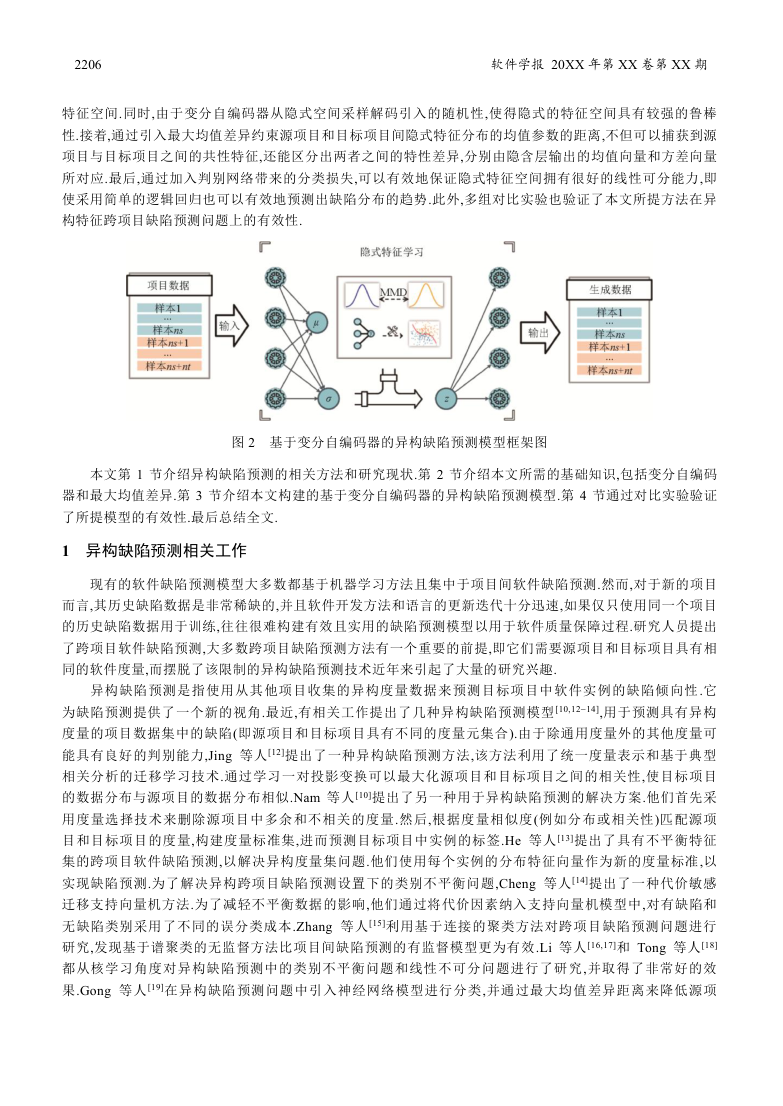 2206
软件学报 20XX 年第 XX 卷第 XX 期
特征空间.同时,由于变分自编码器从隐式空间采样解码引入的随机性,使得隐式的特征空间具有较强的鲁棒
性.接着,通过引入最大均值差异约束源项目和目标项目间隐式特征分布的均值参数的距离,不但可以捕获到源
项目与目标项目之间的共性特征,还能区分出两者之间的特性差异,分别由隐含层输出的均值向量和方差向量
所对应.最后,通过加入判别网络带来的分类损失,可以有效地保证隐式特征空间拥有很好的线性可分能力,即
使采用简单的逻辑回归也可以有效地预测出缺陷分布的趋势.此外,多组对比实验也验证了本文所提方法在异
构特征跨项目缺陷预测问题上的有效性.
隐式特征学习
项目数据
样本1
...
样本ns
样本ns+1
...
样本ns+nt
输入
μ
σ
MMD
z
输出
生成数据
样本1
...
样本ns
样本ns+1
...
样本ns+nt
图 2 基于变分自编码器的异构缺陷预测模型框架图
本文第 1 节介绍异构缺陷预测的相关方法和研究现状.第 2 节介绍本文所需的基础知识,包括变分自编码
器和最大均值差异.第 3 节介绍本文构建的基于变分自编码器的异构缺陷预测模型.第 4 节通过对比实验验证
了所提模型的有效性.最后总结全文.
1 异构缺陷预测相关工作
现有的软件缺陷预测模型大多数都基于机器学习方法且集中于项目间软件缺陷预测.然而,对于新的项目
而言,其历史缺陷数据是非常稀缺的,并且软件开发方法和语言的更新迭代十分迅速,如果仅只使用同一个项目
的历史缺陷数据用于训练,往往很难构建有效且实用的缺陷预测模型以用于软件质量保障过程.研究人员提出
了跨项目软件缺陷预测,大多数跨项目缺陷预测方法有一个重要的前提,即它们需要源项目和目标项目具有相
同的软件度量,而摆脱了该限制的异构缺陷预测技术近年来引起了大量的研究兴趣.
异构缺陷预测是指使用从其他项目收集的异构度量数据来预测目标项目中软件实例的缺陷倾向性.它
为缺陷预测提供了一个新的视角.最近,有相关工作提出了几种异构缺陷预测模型[10,12−14],用于预测具有异构
度量的项目数据集中的缺陷(即源项目和目标项目具有不同的度量元集合).由于除通用度量外的其他度量可
能具有良好的判别能力,Jing 等人[12]提出了一种异构缺陷预测方法,该方法利用了统一度量表示和基于典型
相关分析的迁移学习技术.通过学习一对投影变换可以最大化源项目和目标项目之间的相关性,使目标项目
的数据分布与源项目的数据分布相似.Nam 等人[10]提出了另一种用于异构缺陷预测的解决方案.他们首先采
用度量选择技术来删除源项目中多余和不相关的度量.然后,根据度量相似度(例如分布或相关性)匹配源项
目和目标项目的度量,构建度量标准集,进而预测目标项目中实例的标签.He 等人[13]提出了具有不平衡特征
集的跨项目软件缺陷预测,以解决异构度量集问题.他们使用每个实例的分布特征向量作为新的度量标准,以
实现缺陷预测.为了解决异构跨项目缺陷预测设置下的类别不平衡问题,Cheng 等人[14]提出了一种代价敏感
迁移支持向量机方法.为了减轻不平衡数据的影响,他们通过将代价因素纳入支持向量机模型中,对有缺陷和
无缺陷类别采用了不同的误分类成本.Zhang 等人[15]利用基于连接的聚类方法对跨项目缺陷预测问题进行
研究,发现基于谱聚类的无监督方法比项目间缺陷预测的有监督模型更为有效.Li 等人[16,17]和 Tong 等人[18]
都从核学习角度对异构缺陷预测中的类别不平衡问题和线性不可分问题进行了研究,并取得了非常好的效
果.Gong 等人[19]在异构缺陷预测问题中引入神经网络模型进行分类,并通过最大均值差异距离来降低源项